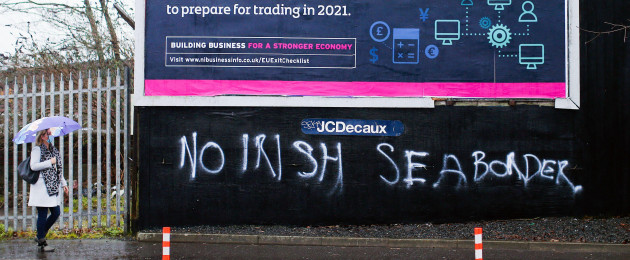 to prepare for trading in 2021.
BUILDING BUSINESS FOR A STRONGER ECONOMY
Visit www.nibusinessinfo.co.uk/EUExitChecklist
JCDecaux
NO IRISH SEA BORDER